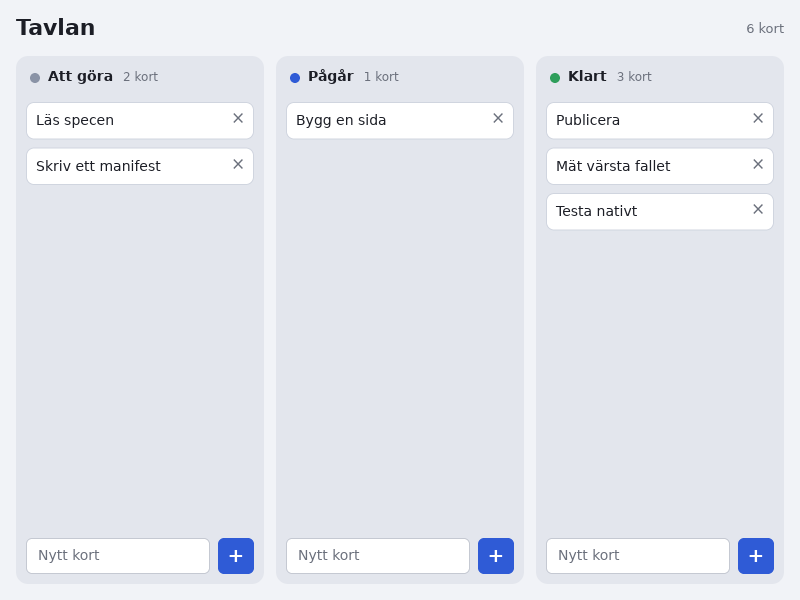 Tavlan
6 kort
Att göra 2 kort
Läs specen ×
Skriv ett manifest ×
Nytt kort +
Pågår 1 kort
Bygg en sida ×
Nytt kort +
Klart 3 kort
Publicera ×
Mät värsta fallet ×
Testa nativt ×
Nytt kort +